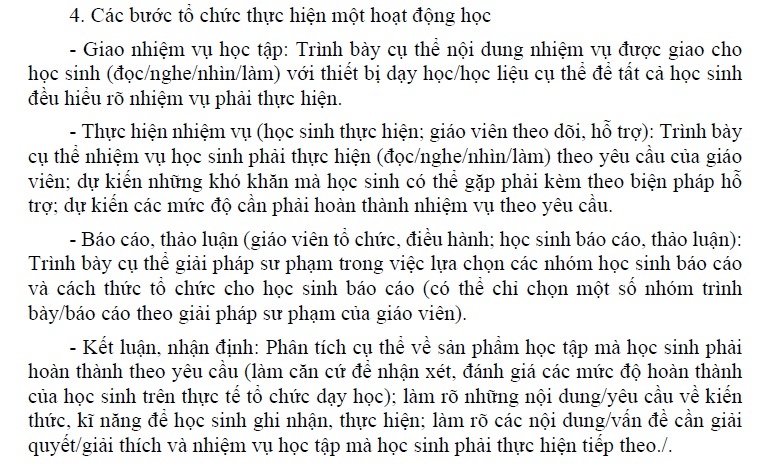 4. Các bước tổ chức thực hiện một hoạt động học
- Giao nhiệm vụ học tập: Trình bày cụ thể nội dung nhiệm vụ được giao cho
học sinh (đọc/nghe/nhìn/làm) với thiết bị dạy học/học liệu cụ thể để tất cả học sinh
đều hiểu rõ nhiệm vụ phải thực hiện.
- Thực hiện nhiệm vụ (học sinh thực hiện; giáo viên theo dõi, hỗ trợ): Trình bày
cụ thể nhiệm vụ học sinh phải thực hiện (đọc/nghe/nhìn/làm) theo yêu cầu của giáo
viên; dự kiến những khó khăn mà học sinh có thể gặp phải kèm theo biện pháp hỗ
trợ; dự kiến các mức độ cần phải hoàn thành nhiệm vụ theo yêu cầu.
- Báo cáo, thảo luận (giáo viên tổ chức, điều hành; học sinh báo cáo, thảo luận):
Trình bày cụ thể giải pháp sư phạm trong việc lựa chọn các nhóm học sinh báo cáo
và cách thức tổ chức cho học sinh báo cáo (có thể chỉ chọn một số nhóm trình
bày/báo cáo theo giải pháp sư phạm của giáo viên).
- Kết luận, nhận định: Phân tích cụ thể về sản phẩm học tập mà học sinh phải
hoàn thành theo yêu cầu (làm căn cứ để nhận xét, đánh giá các mức độ hoàn thành
của học sinh trên thực tế tổ chức dạy học); làm rõ những nội dung/yêu cầu về kiến
thức, kĩ năng để học sinh ghi nhận, thực hiện; làm rõ các nội dung/vấn đề cần giải
quyết/giải thích và nhiệm vụ học tập mà học sinh phải thực hiện tiếp theo./.